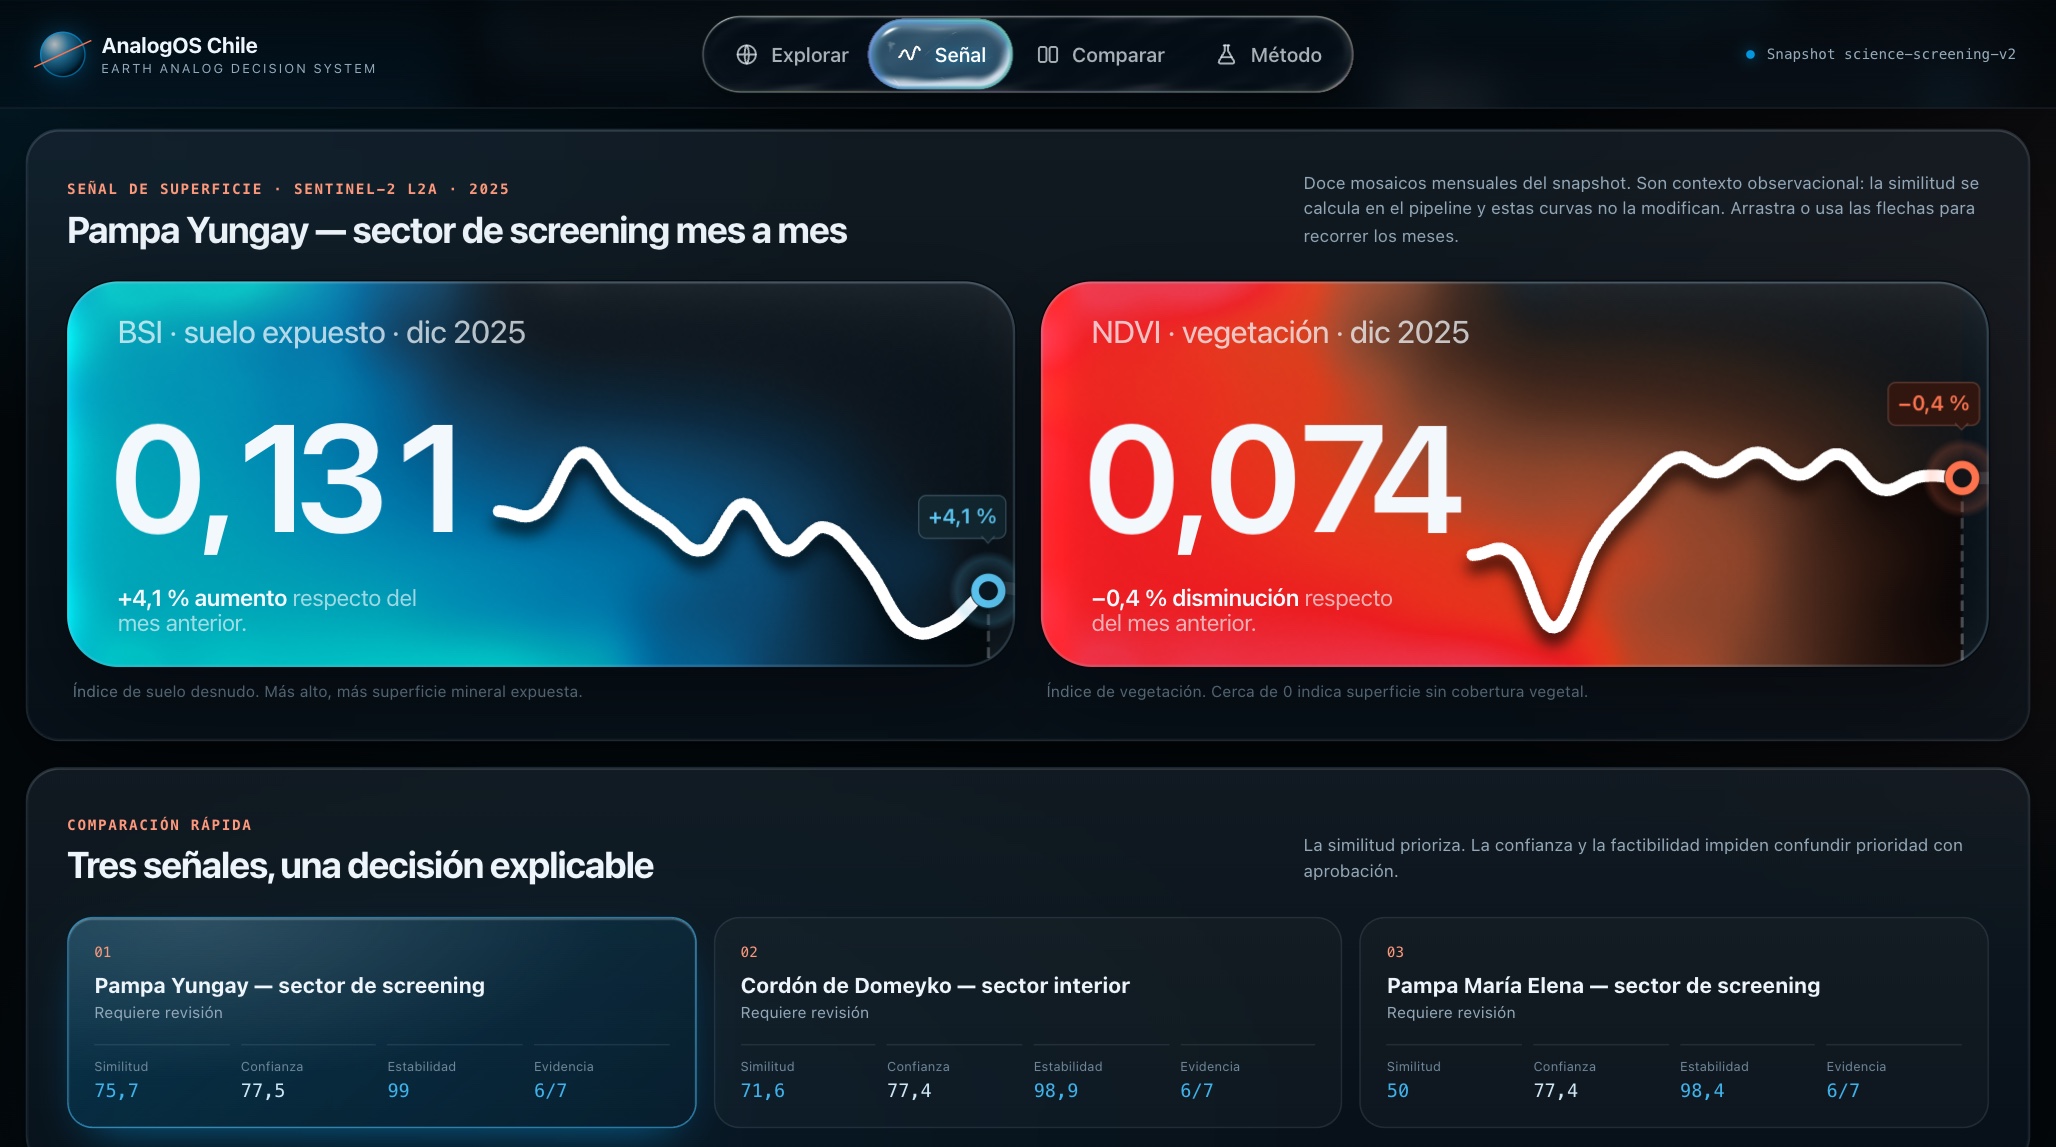 AnalogOS Chile
EARTH ANALOG DECISION SYSTEM
Explorar
Señal
Comparar
Método
Snapshot science-screening-v2
SEÑAL DE SUPERFICIE · SENTINEL-2 L2A · 2025
Pampa Yungay — sector de screening mes a mes
Doce mosaicos mensuales del snapshot. Son contexto observacional: la similitud se
calcula en el pipeline y estas curvas no la modifican. Arrastra o usa las flechas para
recorrer los meses.
BSI · suelo expuesto · dic 2025
0,131
+4,1 %
+4,1 % aumento respecto del
mes anterior.
Índice de suelo desnudo. Más alto, más superficie mineral expuesta.
NDVI · vegetación · dic 2025
0,074
−0,4 %
−0,4 % disminución respecto
del mes anterior.
Índice de vegetación. Cerca de 0 indica superficie sin cobertura vegetal.
COMPARACIÓN RÁPIDA
Tres señales, una decisión explicable
La similitud prioriza. La confianza y la factibilidad impiden confundir prioridad con
aprobación.
01
Pampa Yungay — sector de screening
Requiere revisión
Similitud Confianza Estabilidad Evidencia
75,7 77,5 99 6/7
02
Cordón de Domeyko — sector interior
Requiere revisión
Similitud Confianza Estabilidad Evidencia
71,6 77,4 98,9 6/7
03
Pampa María Elena — sector de screening
Requiere revisión
Similitud Confianza Estabilidad Evidencia
50 77,4 98,4 6/7